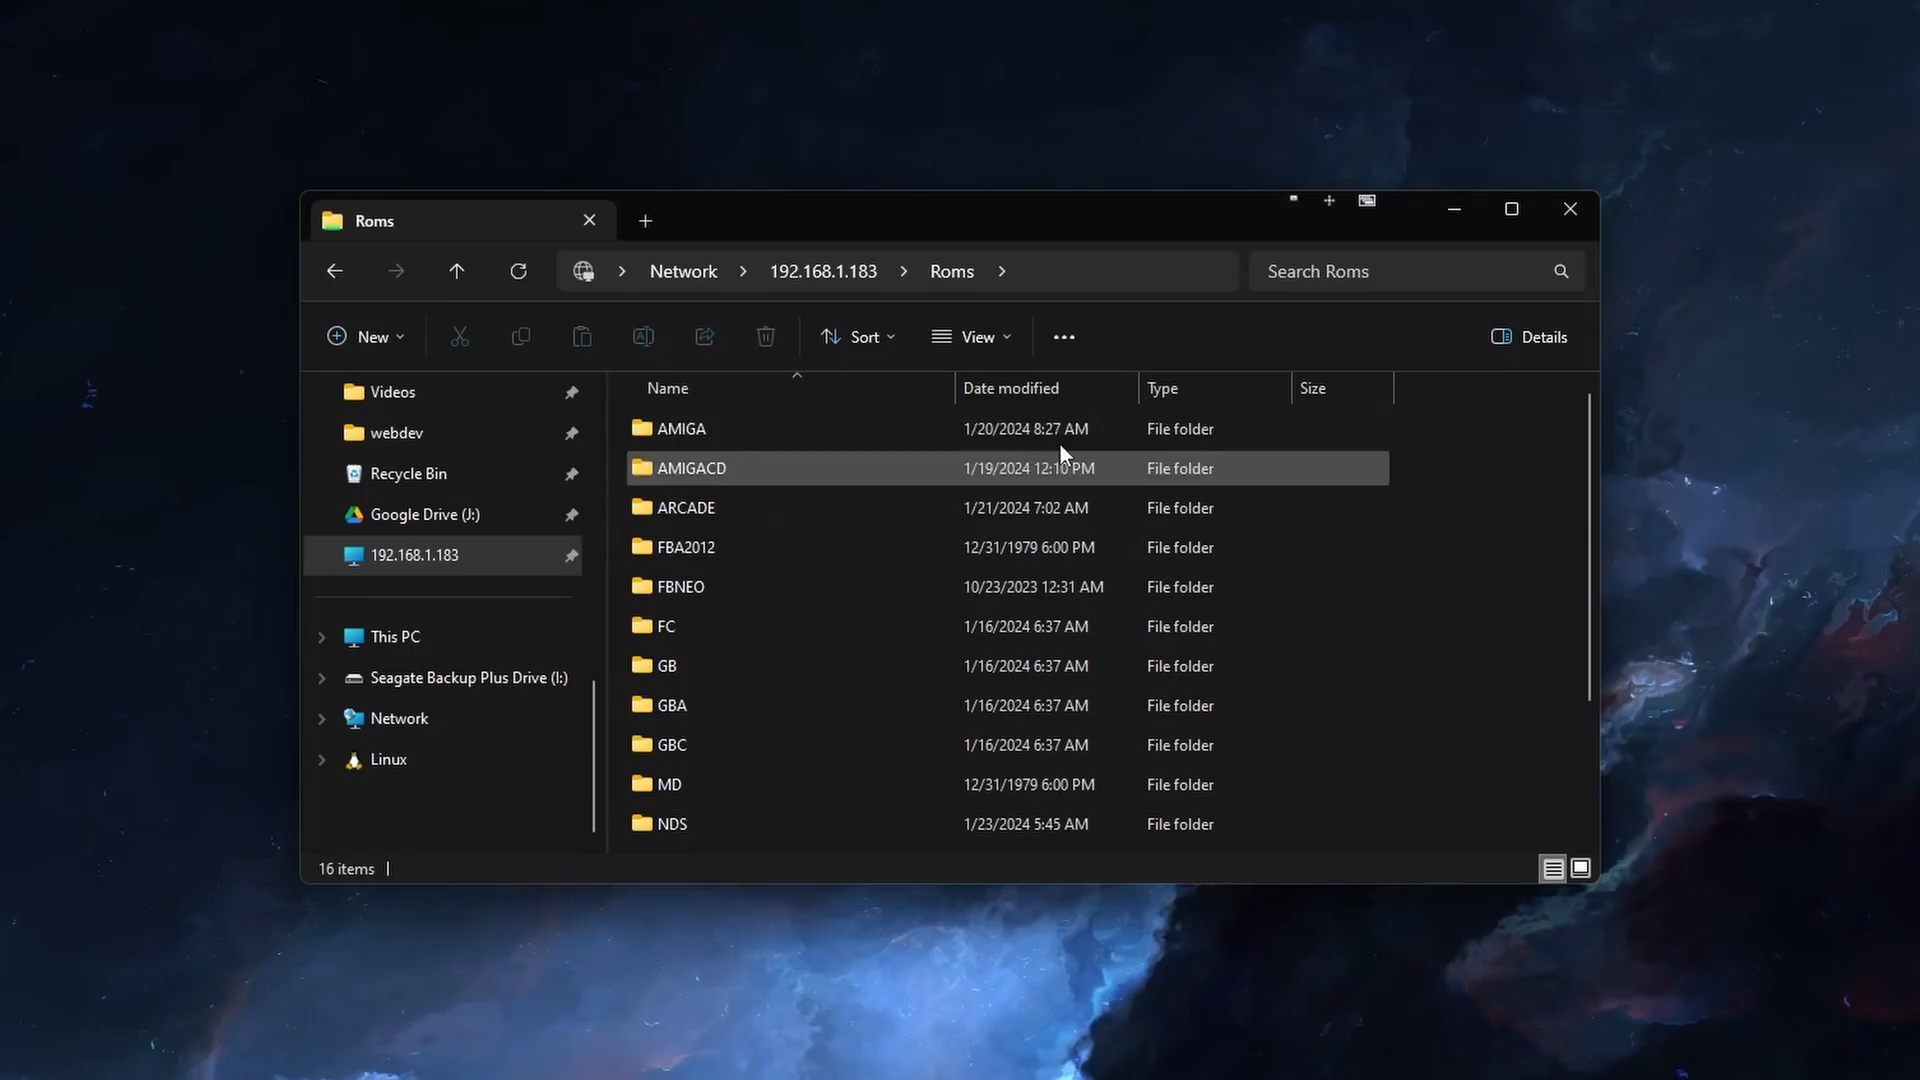 Roms
Network 192.168.1.183 Roms
Search Roms
New
Sort
View
Details
Videos
webdev
Recycle Bin
Google Drive (J:)
192.168.1.183
This PC
Seagate Backup Plus Drive (I:)
Network
Linux
Name Date modified Type Size
AMIGA 1/20/2024 8:27 AM File folder
AMIGACD 1/19/2024 12:10 PM File folder
ARCADE 1/21/2024 7:02 AM File folder
FBA2012 12/31/1979 6:00 PM File folder
FBNEO 10/23/2023 12:31 AM File folder
FC 1/16/2024 6:37 AM File folder
GB 1/16/2024 6:37 AM File folder
GBA 1/16/2024 6:37 AM File folder
GBC 1/16/2024 6:37 AM File folder
MD 12/31/1979 6:00 PM File folder
NDS 1/23/2024 5:45 AM File folder
16 items